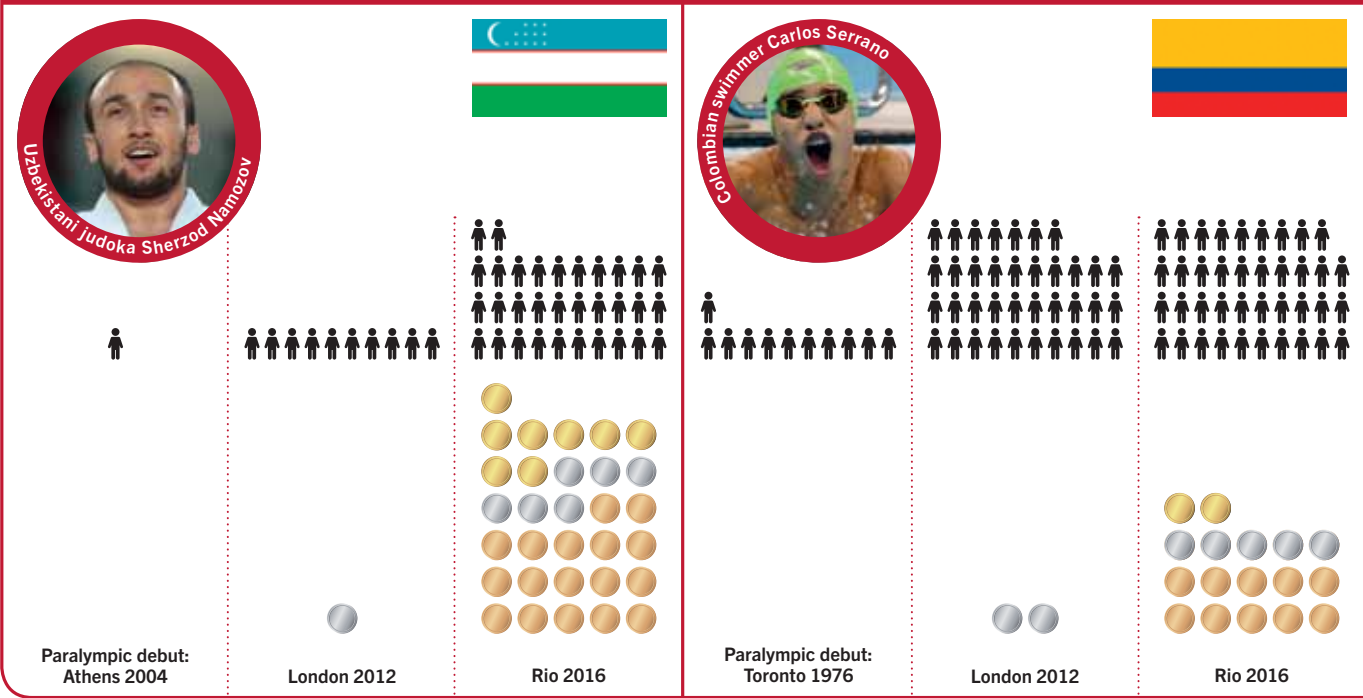 Uzbekistani judoka Sherzod Namozov
Colombian swimmer Carlos Serrano
Paralympic debut:
Athens 2004
London 2012
Rio 2016
Paralympic debut:
Toronto 1976
London 2012
Rio 2016